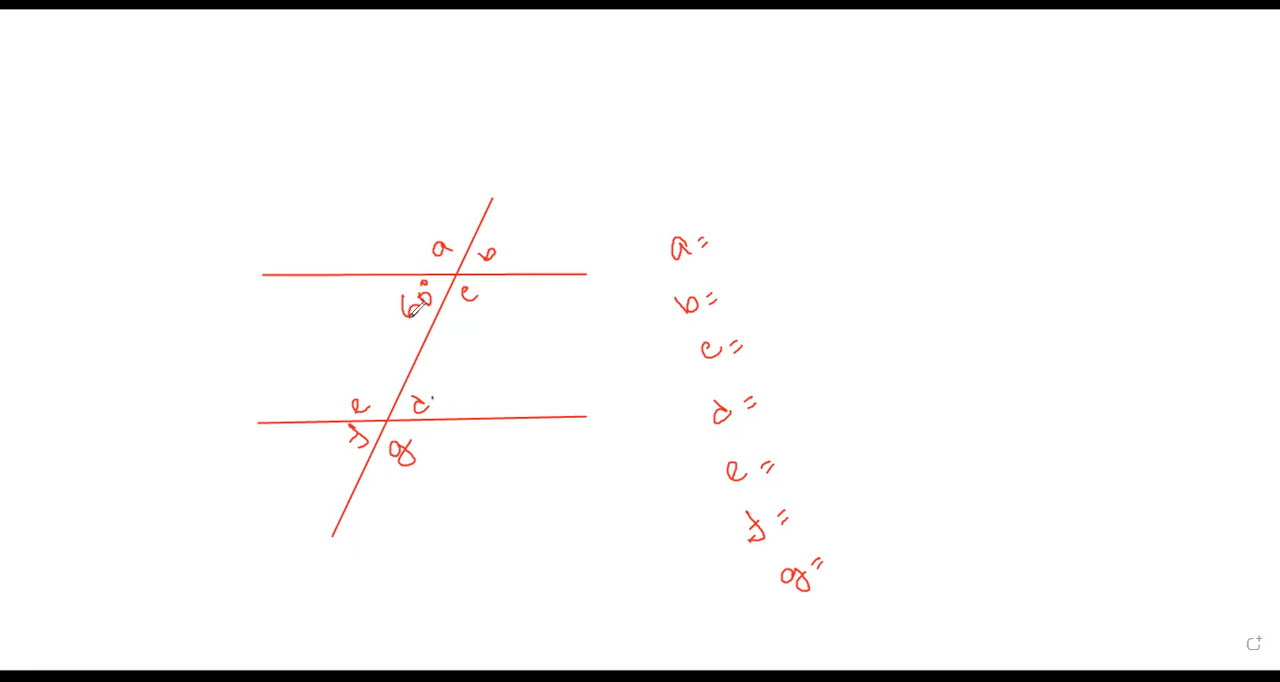 a b
60° c
e d
f g
a=
b=
c=
d=
e=
f=
g=